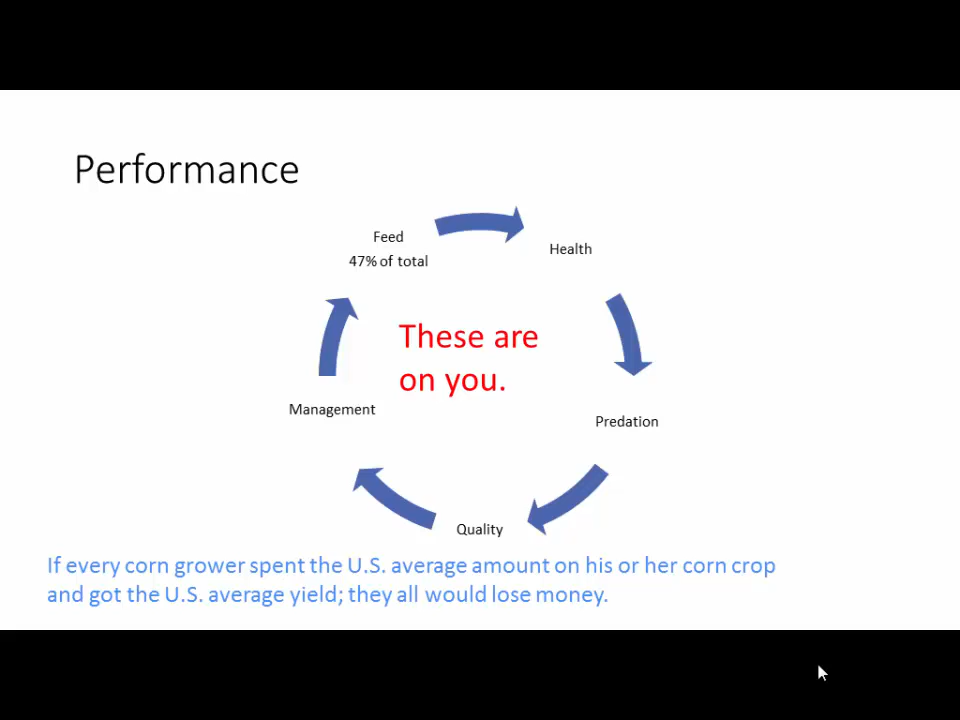 Performance
Feed
47% of total
Health
These are
on you.
Management
Predation
Quality
If every corn grower spent the U.S. average amount on his or her corn crop
and got the U.S. average yield; they all would lose money.